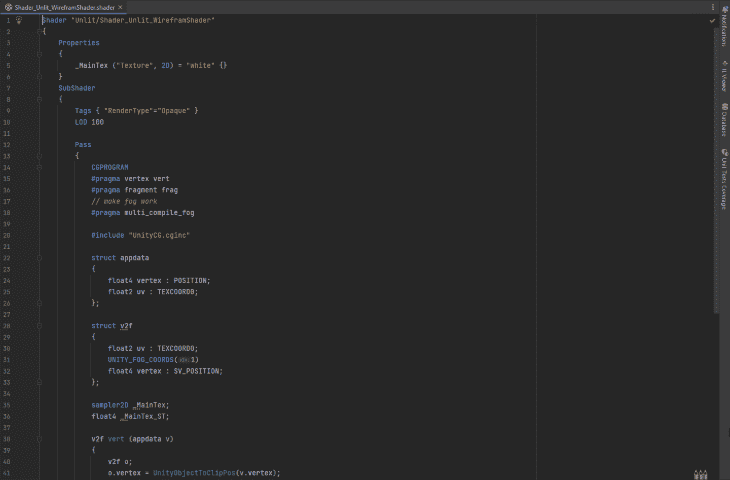 Shader_Unlit_WireframShader.shader
1 Shader "Unlit/Shader_Unlit_WireframShader"
2 {
3 Properties
4 {
5 _MainTex ("Texture", 2D) = "white" {}
6 }
7 SubShader
8 {
9 Tags { "RenderType"="Opaque" }
10 LOD 100
11
12 Pass
13 {
14 CGPROGRAM
15 #pragma vertex vert
16 #pragma fragment frag
17 // make fog work
18 #pragma multi_compile_fog
19
20 #include "UnityCG.cginc"
21
22 struct appdata
23 {
24 float4 vertex : POSITION;
25 float2 uv : TEXCOORD0;
26 };
27
28 struct v2f
29 {
30 float2 uv : TEXCOORD0;
31 UNITY_FOG_COORDS(1)
32 float4 vertex : SV_POSITION;
33 };
34
35 sampler2D _MainTex;
36 float4 _MainTex_ST;
37
38 v2f vert (appdata v)
39 {
40 v2f o;
41 o.vertex = UnityObjectToClipPos(v.vertex);
Notifications
IL Viewer
Database
Unit Tests Coverage